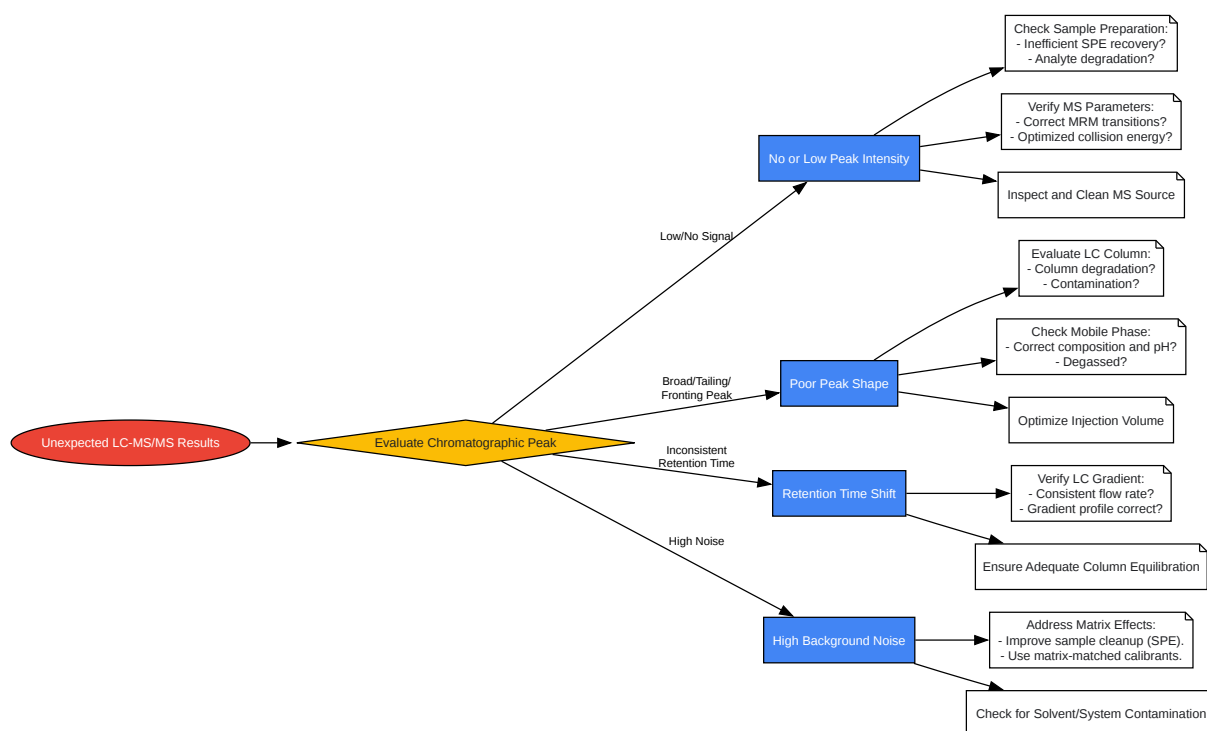 Unexpected LC-MS/MS Results
Evaluate Chromatographic Peak
Low/No Signal
No or Low Peak Intensity
Check Sample Preparation:
- Inefficient SPE recovery?
- Analyte degradation?
Verify MS Parameters:
- Correct MRM transitions?
- Optimized collision energy?
Inspect and Clean MS Source
Broad/Tailing/
Fronting Peak
Poor Peak Shape
Evaluate LC Column:
- Column degradation?
- Contamination?
Check Mobile Phase:
- Correct composition and pH?
- Degassed?
Optimize Injection Volume
Inconsistent
Retention Time
Retention Time Shift
Verify LC Gradient:
- Consistent flow rate?
- Gradient profile correct?
Ensure Adequate Column Equilibration
High Noise
High Background Noise
Address Matrix Effects:
- Improve sample cleanup (SPE).
- Use matrix-matched calibrants.
Check for Solvent/System Contamination